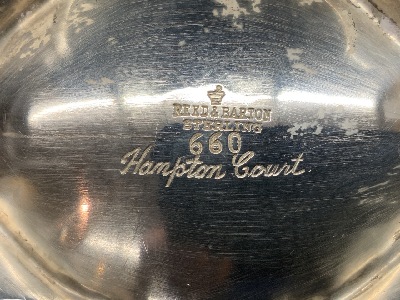 REED & BARTON
STERLING
660
Hampton Court